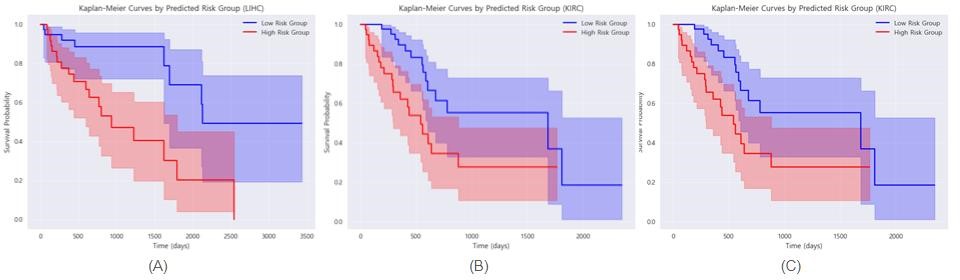 Kaplan-Meier Curves by Predicted Risk Group (LIHC)
Low Risk Group
High Risk Group
Survival Probability
1.0
0.8
0.6
0.4
0.2
0.0
0
500
1000
1500
2000
2500
3000
3500
Time (days)
(A)
Kaplan-Meier Curves by Predicted Risk Group (KIRC)
Low Risk Group
High Risk Group
Survival Probability
1.0
0.8
0.6
0.4
0.2
0.0
0
500
1000
1500
2000
Time (days)
(B)
Kaplan-Meier Curves by Predicted Risk Group (KIRC)
Low Risk Group
High Risk Group
Survival Probability
1.0
0.8
0.6
0.4
0.2
0.0
0
500
1000
1500
2000
Time (days)
(C)